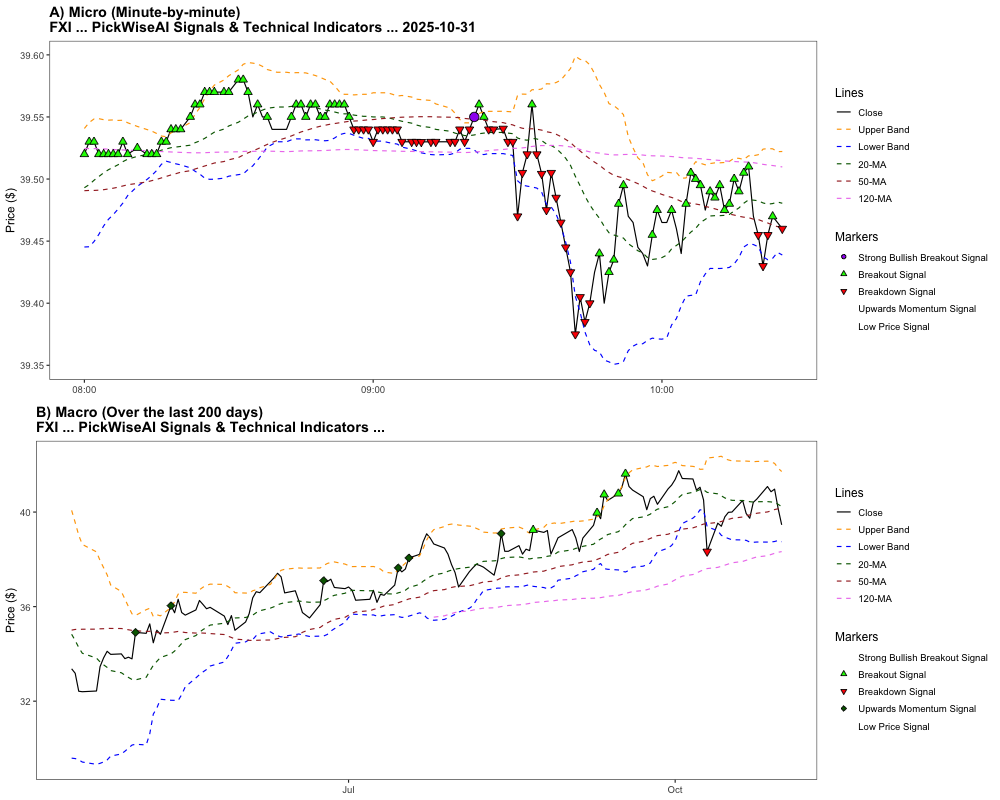 A) Micro (Minute-by-minute)
FXI ... PickWiseAI Signals & Technical Indicators ... 2025-10-31
Price ($)
39.60
39.55
39.50
39.45
39.40
39.35
08:00
09:00
10:00
Lines
Close
Upper Band
Lower Band
20-MA
50-MA
120-MA
Markers
Strong Bullish Breakout Signal
Breakout Signal
Breakdown Signal
Upwards Momentum Signal
Low Price Signal
B) Macro (Over the last 200 days)
FXI ... PickWiseAI Signals & Technical Indicators ...
Price ($)
40
36
32
Jul
Oct
Lines
Close
Upper Band
Lower Band
20-MA
50-MA
120-MA
Markers
Strong Bullish Breakout Signal
Breakout Signal
Breakdown Signal
Upwards Momentum Signal
Low Price Signal